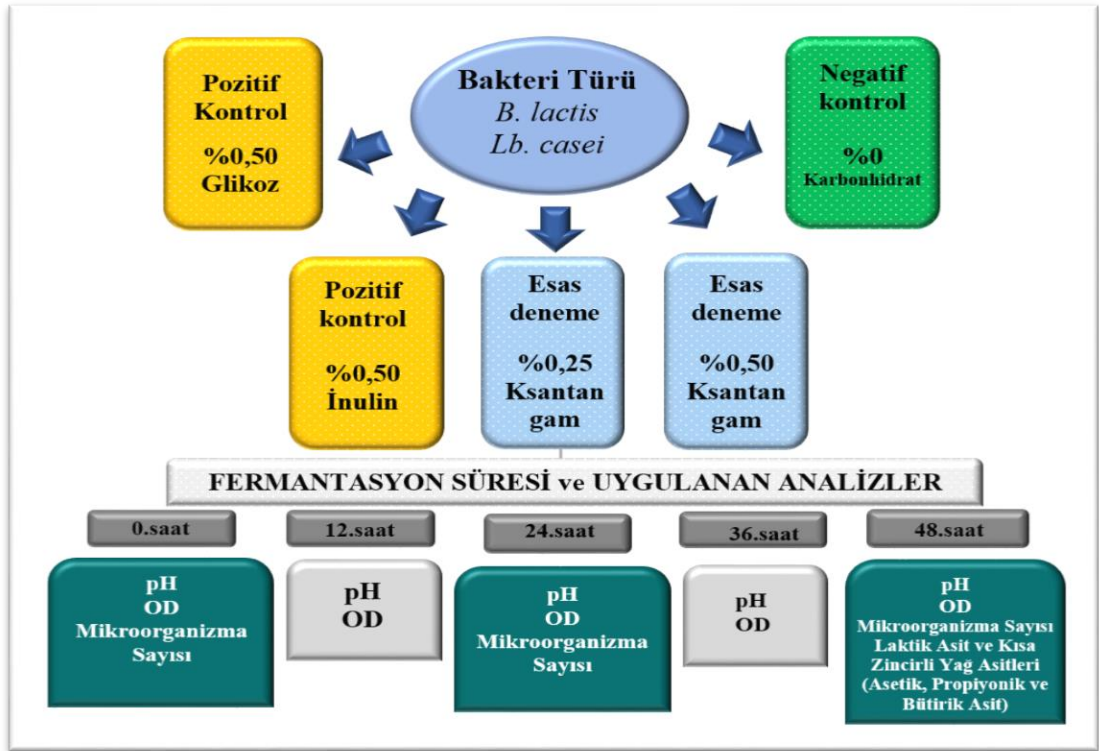 Pozitif
Kontrol
%0,50
Glikoz
Bakteri Türü
B. lactis
Lb. casei
Negatif
kontrol
%0
Karbonhidrat
Pozitif
kontrol
%0,50
İnulin
Esas
deneme
%0,25
Ksantan
gam
Esas
deneme
%0,50
Ksantan
gam
FERMANTASYON SÜRESİ ve UYGULANAN ANALİZLER
0.saat
12.saat
24.saat
36.saat
48.saat
pH
OD
Mikroorganizma
Sayısı
pH
OD
pH
OD
Mikroorganizma
Sayısı
pH
OD
pH
OD
Mikroorganizma Sayısı
Laktik Asit ve Kısa
Zincirli Yağ Asitleri
(Asetik, Propiyonik ve
Bütirik Asit)